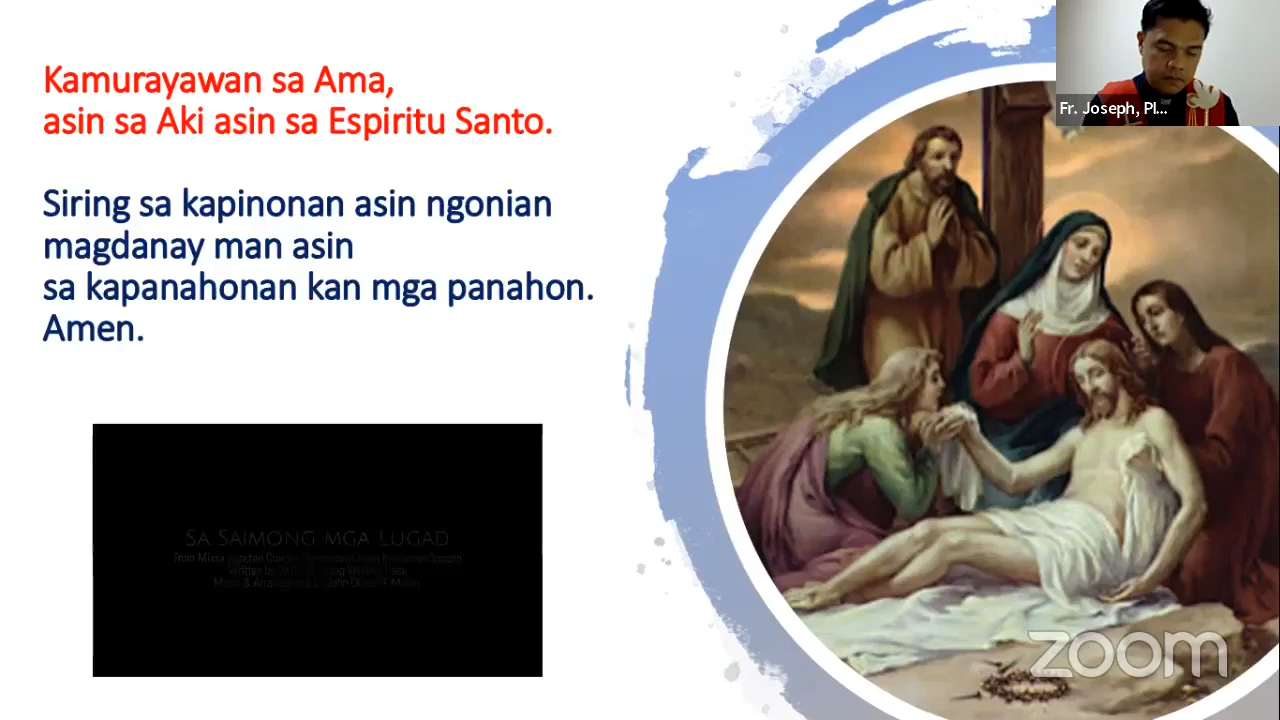 Kamurayawan sa Ama,
asin sa Aki asin sa Espiritu Santo.
Siring sa kapinonan asin ngonian
magdanay man asin
sa kapanahonan kan mga panahon.
Amen.
Sa Saimong mga Lugad
Fr. Joseph, Pl...
zoom